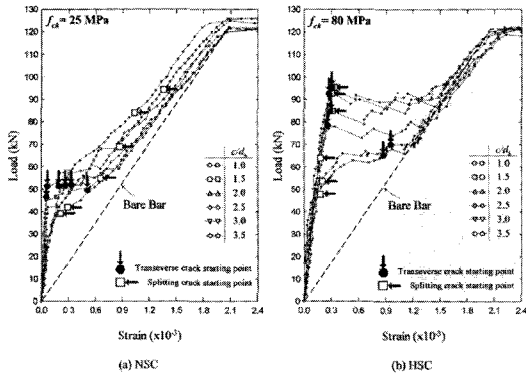 f_ck = 25 MPa
130
120
110
100
90
80
70
60
50
40
30
20
10
0
Load (kN)
c/d_b
1.0
1.5
2.0
2.5
3.0
3.5
Bare Bar
Transeverse crack starting point
Splitting crack starting point
0.0 0.3 0.6 0.9 1.2 1.5 1.8 2.1 2.4
Strain (x10⁻³)
(a) NSC
f_ck = 80 MPa
130
120
110
100
90
80
70
60
50
40
30
20
10
0
Load (kN)
c/d_b
1.0
1.5
2.0
2.5
3.0
3.5
Bare Bar
Transeverse crack starting point
Splitting crack starting point
0.0 0.3 0.6 0.9 1.2 1.5 1.8 2.1 2.4
Strain (x10⁻³)
(b) HSC